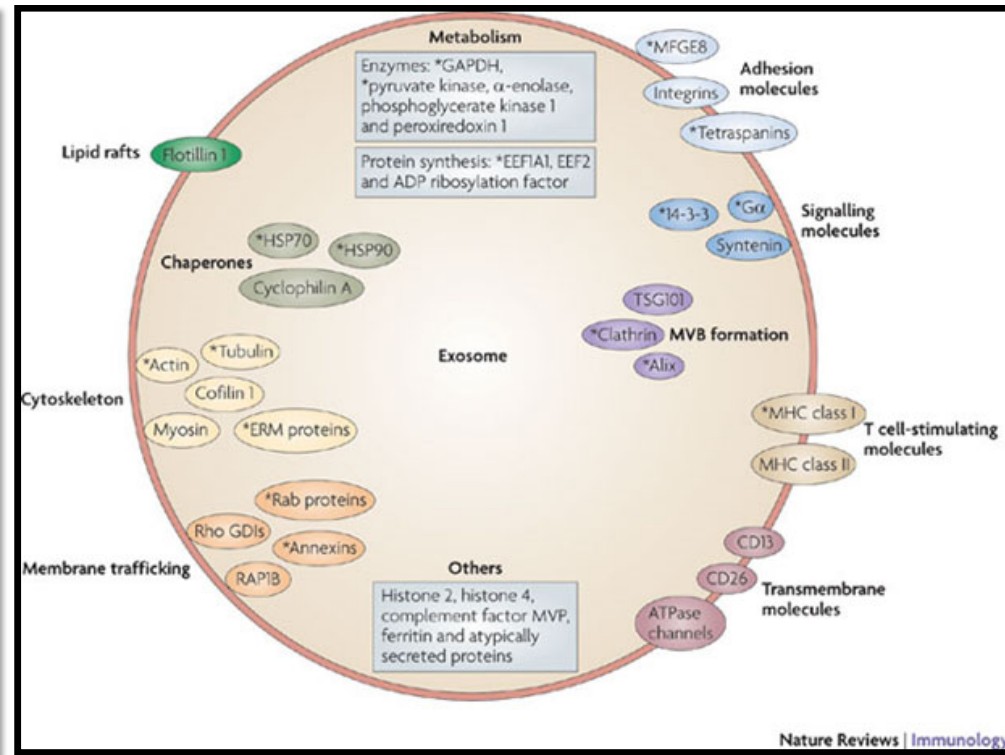 Metabolism
Enzymes: *GAPDH,
*pyruvate kinase, α-enolase,
phosphoglycerate kinase 1
and peroxiredoxin 1
Protein synthesis: *EEF1A1, EEF2
and ADP ribosylation factor
*MFGE8
Integrins
*Tetraspanins
Adhesion
molecules
Lipid rafts
Flotillin 1
*14-3-3
*Gα
Syntenin
Signalling
molecules
*HSP70
*HSP90
Chaperones
Cyclophilin A
TSG101
*Clathrin
MVB formation
*Alix
Exosome
*Tubulin
*Actin
Cofilin 1
Cytoskeleton
Myosin
*ERM proteins
*MHC class I
MHC class II
T cell-stimulating
molecules
*Rab proteins
Rho GDIs
*Annexins
Membrane trafficking
RAP1B
CD13
CD26
ATPase
channels
Transmembrane
molecules
Others
Histone 2, histone 4,
complement factor MVP,
ferritin and atypically
secreted proteins
Nature Reviews | Immunology